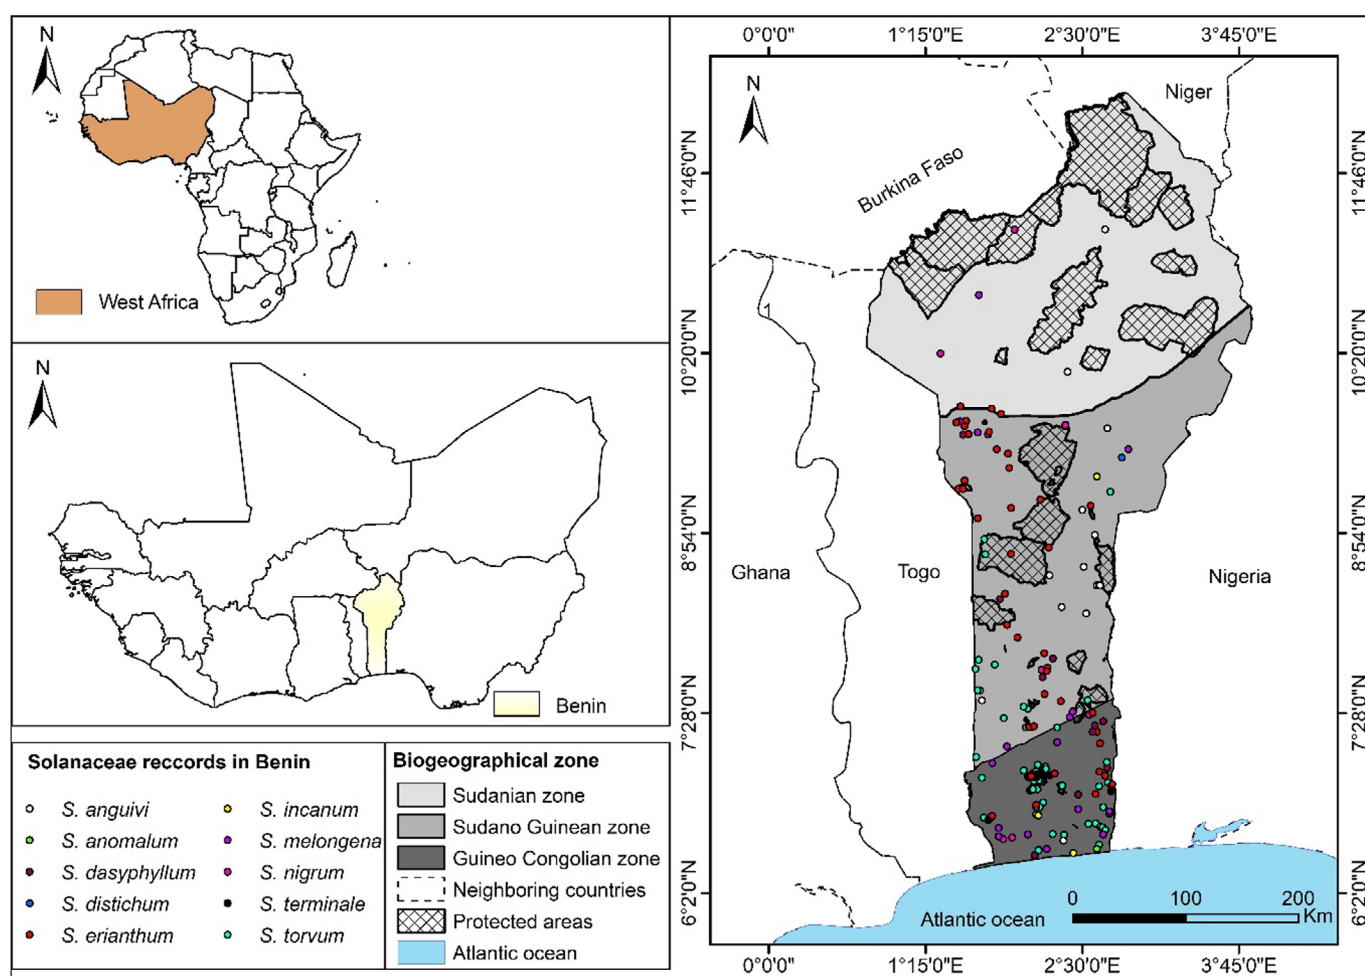 N
West Africa
N
Benin
Solanaceae reccords in Benin
S. anguivi
S. anomalum
S. dasyphyllum
S. distichum
S. erianthum
S. incanum
S. melongena
S. nigrum
S. terminale
S. torvum
Biogeographical zone
Sudanian zone
Sudano Guinean zone
Guineo Congolian zone
Neighboring countries
Protected areas
Atlantic ocean
0°0'0"
1°15'0"E
2°30'0"E
3°45'0"E
N
Niger
Burkina Faso
Ghana
Togo
Nigeria
11°46'0"N
10°20'0"N
8°54'0"N
7°28'0"N
6°2'0"N
11°46'0"N
10°20'0"N
8°54'0"N
7°28'0"N
6°2'0"N
0 100 200
Km
Atlantic ocean
0°0'0"
1°15'0"E
2°30'0"E
3°45'0"E